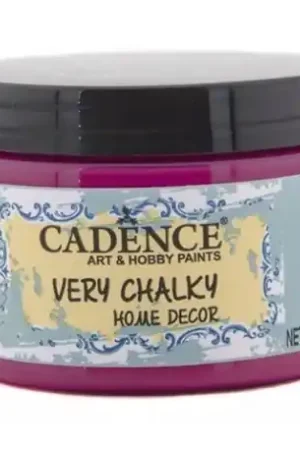 CADENCE
ART & HOBBY PAINTS
VERY CHALKY
HOME DECOR